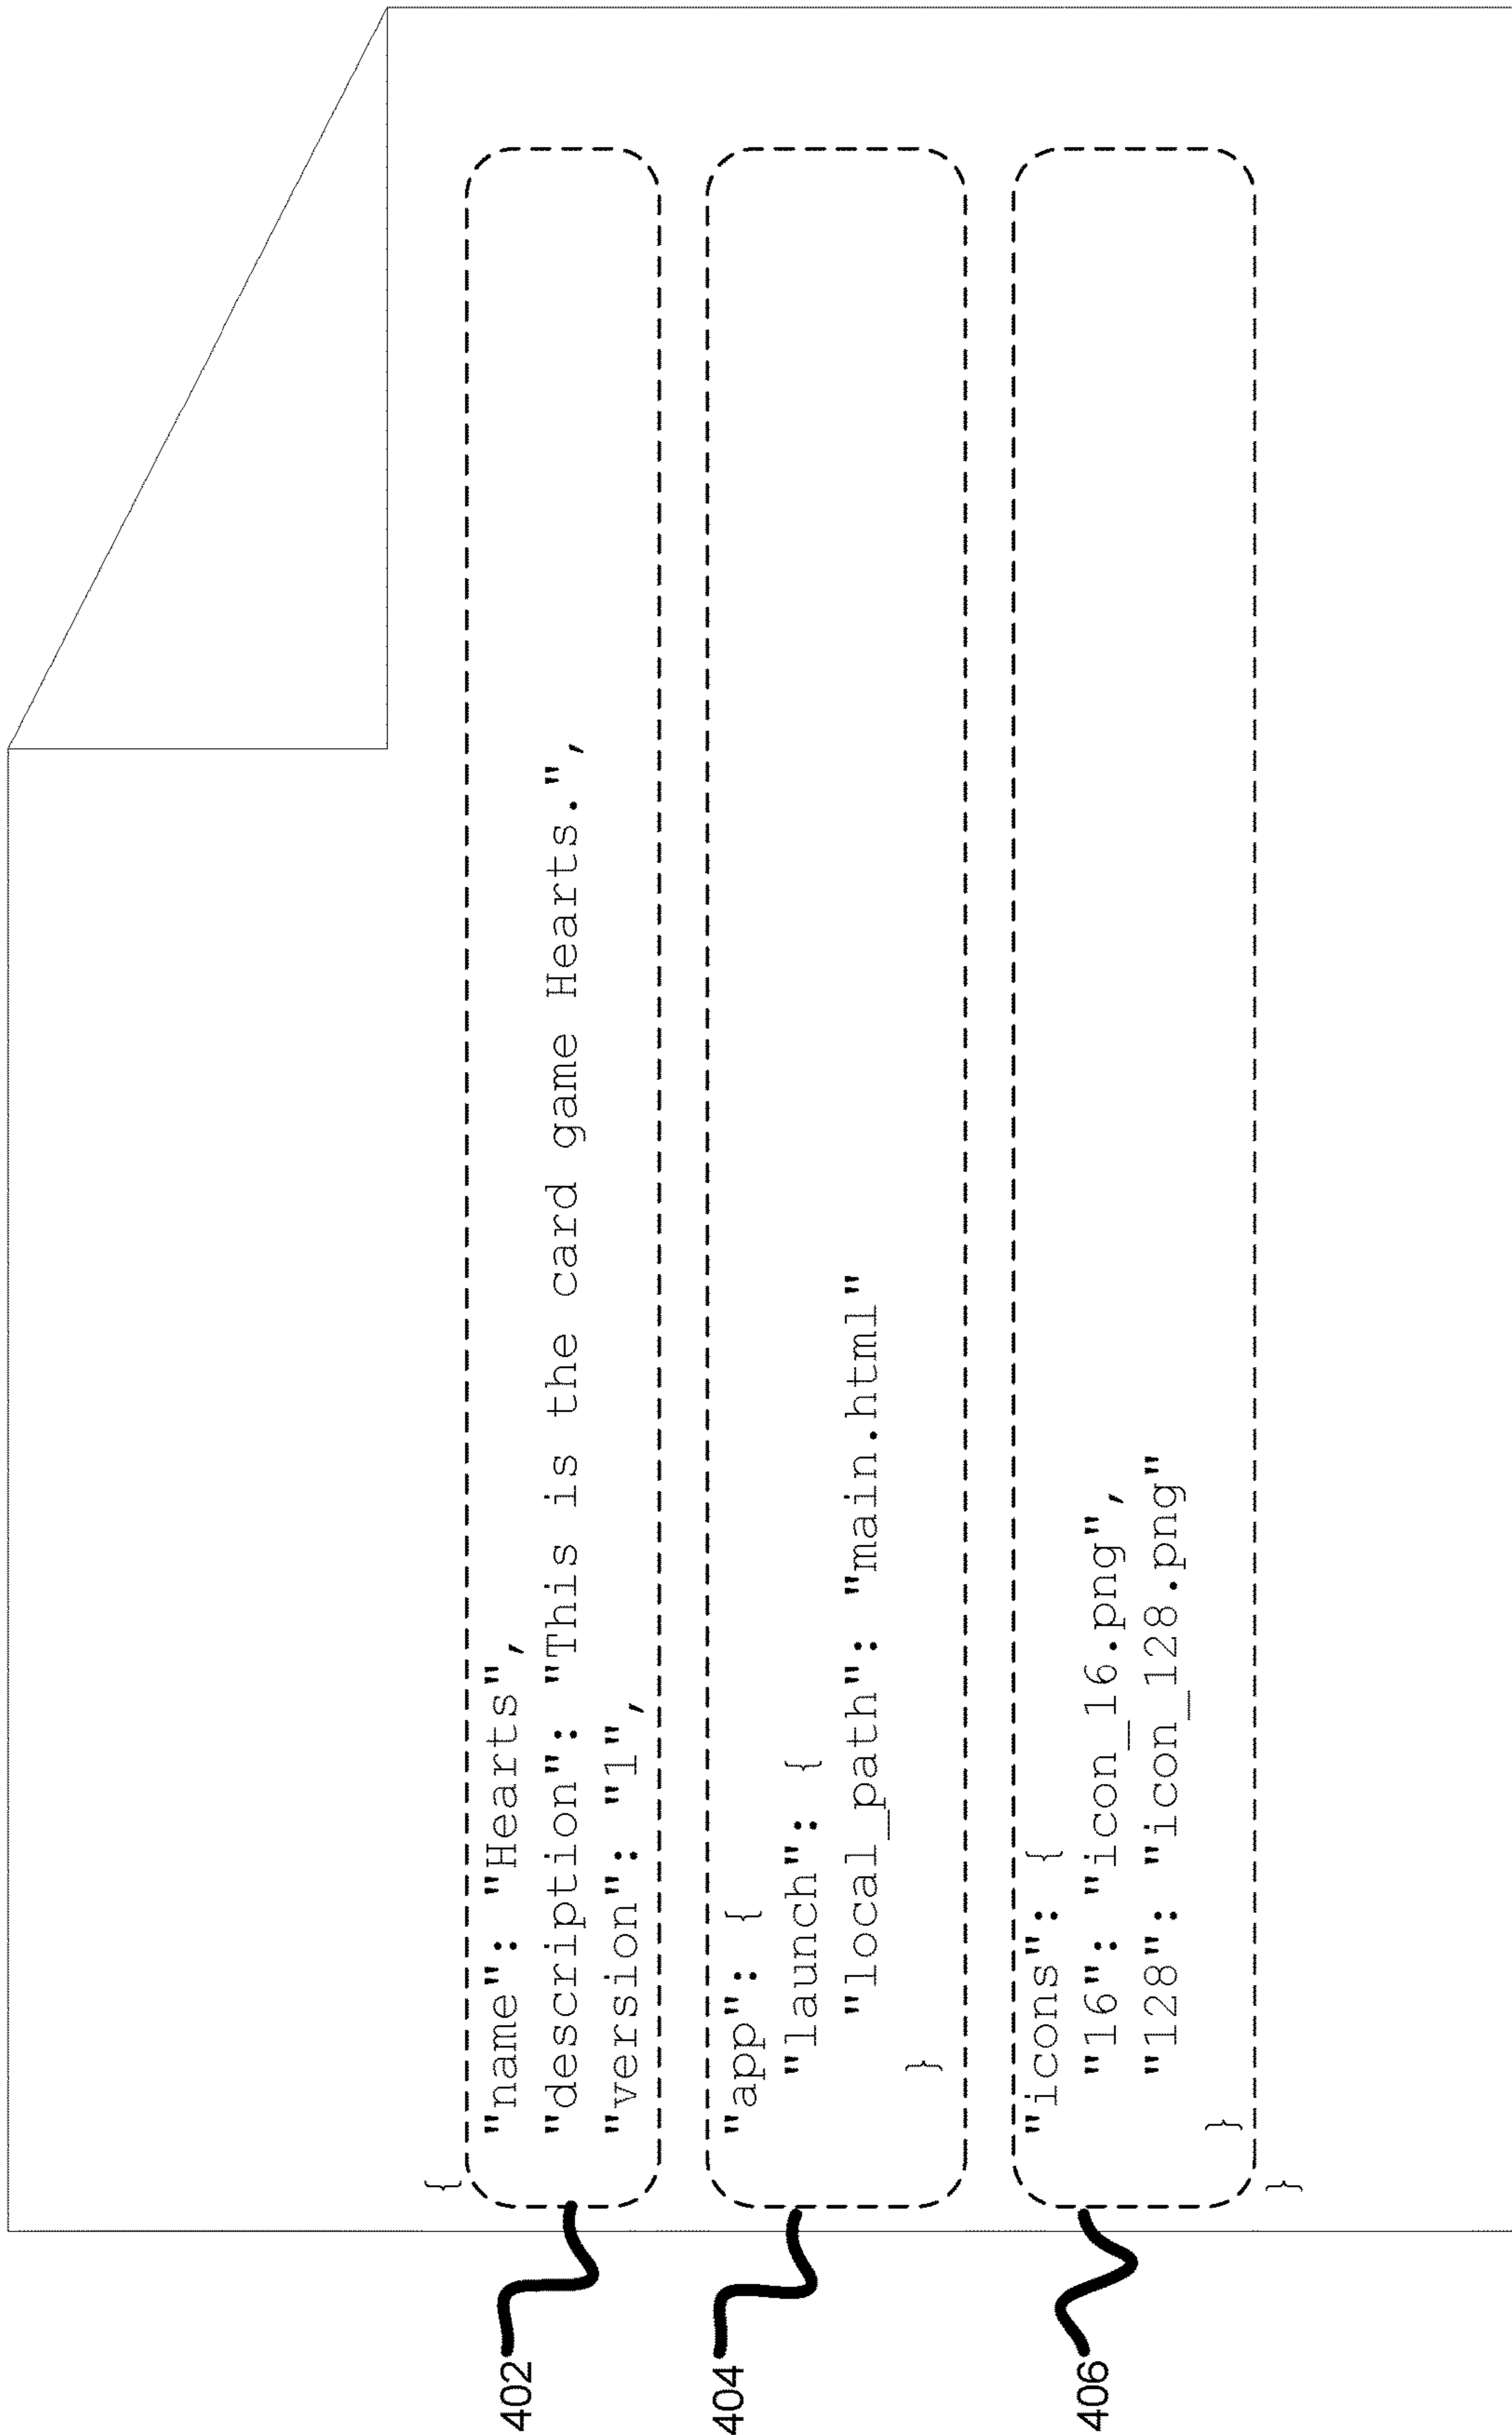 {
402
"name": "Hearts",
"description": "This is the card game Hearts.",
"version": "1",
404
"app": {
"launch": {
"local_path": "main.html"
}
406
"icons": {
"16": "icon_16.png",
"128": "icon_128.png"
}
}